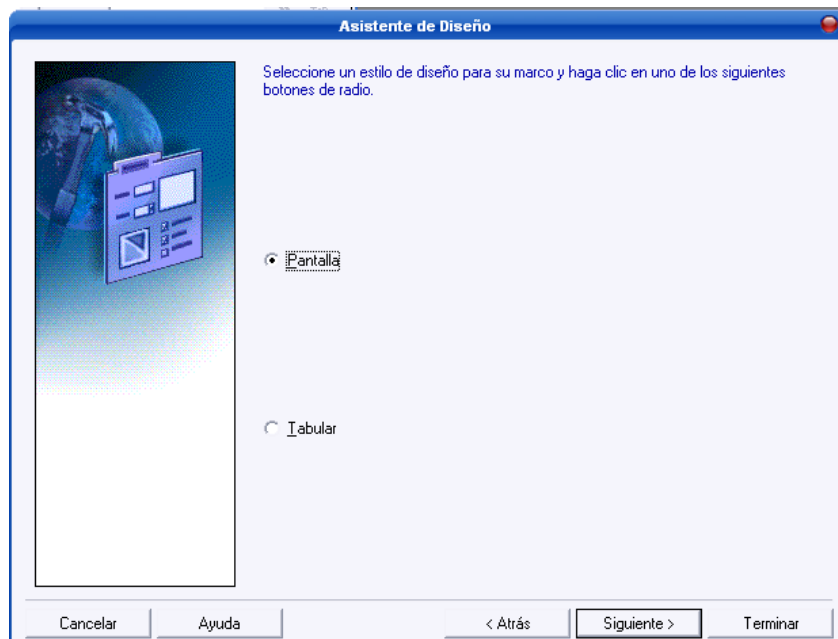 Asistente de Diseño
Seleccione un estilo de diseño para su marco y haga clic en uno de los siguientes
botones de radio.
Pantalla
Tabular
Cancelar Ayuda < Atrás Siguiente > Terminar